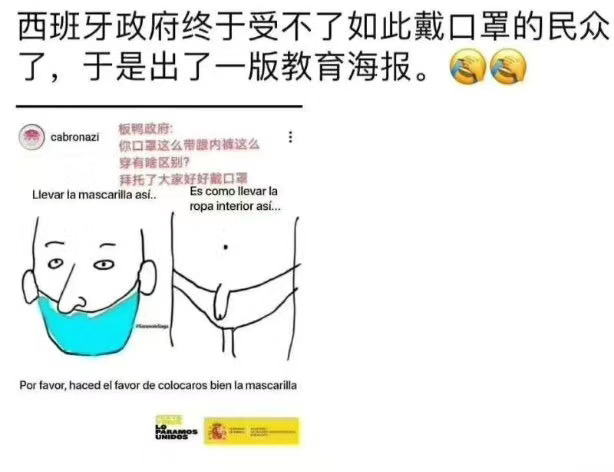 西班牙政府终于受不了如此戴口罩的民众
了，于是出了一版教育海报。🤦🤦
cabronazi
板鸭政府:
你口罩这么带跟内裤这么
穿有啥区别?
拜托了大家好好戴口罩
Llevar la mascarilla así..
Es como llevar la
ropa interior así...
Por favor, haced el favor de colocaros bien la mascarilla
LO
PARAMOS
UNIDOS